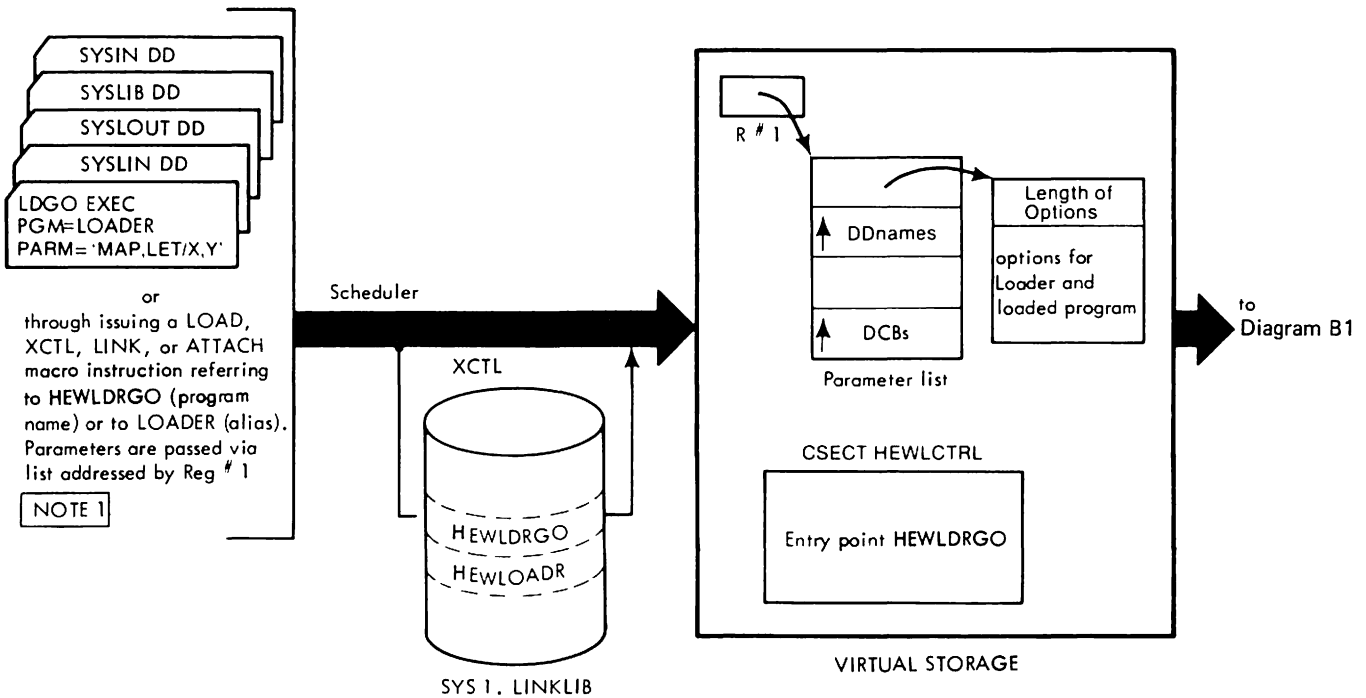 SYSIN DD
SYSLIB DD
SYSLOUT DD
SYSLIN DD
LDGO EXEC
PGM=LOADER
PARM= 'MAP,LET/X,Y'
or
through issuing a LOAD,
XCTL, LINK, or ATTACH
macro instruction referring
to HEWLDRGO (program
name) or to LOADER (alias).
Parameters are passed via
list addressed by Reg # 1
NOTE 1
Scheduler
XCTL
HEWLDRGO
HEWLOADR
SYS 1. LINKLIB
R # 1
DDnames
DCBs
Parameter list
Length of
Options
options for
Loader and
loaded program
CSECT HEWLCTRL
Entry point HEWLDRGO
VIRTUAL STORAGE
to
Diagram B1